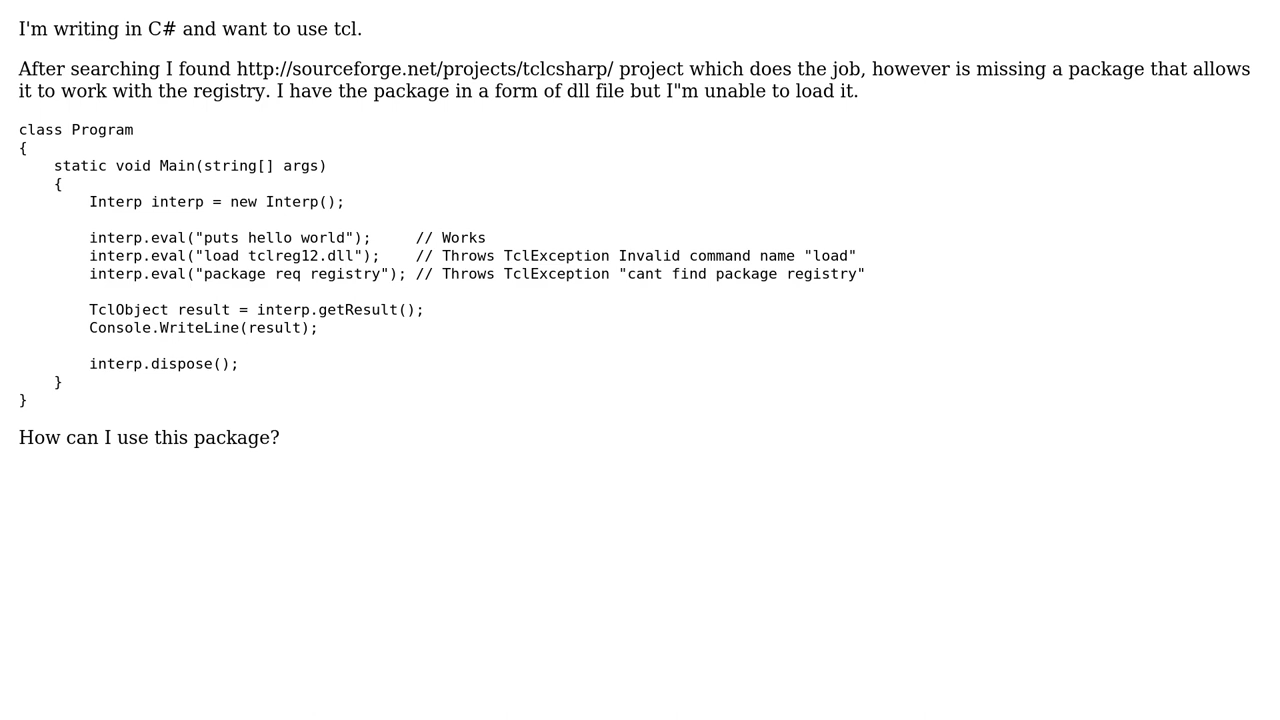 I'm writing in C# and want to use tcl.
After searching I found http://sourceforge.net/projects/tclcsharp/ project which does the job, however is missing a package that allows
it to work with the registry. I have the package in a form of dll file but I"m unable to load it.
class Program
{
    static void Main(string[] args)
    {
        Interp interp = new Interp();
        interp.eval("puts hello world");     // Works
        interp.eval("load tclreg12.dll");    // Throws TclException Invalid command name "load"
        interp.eval("package req registry"); // Throws TclException "cant find package registry"
        TclObject result = interp.getResult();
        Console.WriteLine(result);
        interp.dispose();
    }
}
How can I use this package?